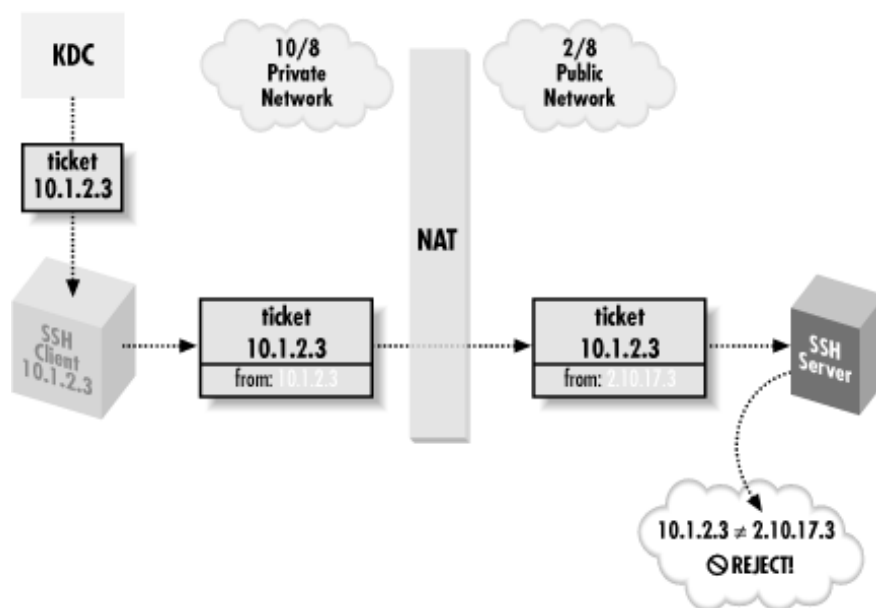 KDC
10/8
Private
Network
2/8
Public
Network
ticket
10.1.2.3
NAT
SSH
Client
10.1.2.3
ticket
10.1.2.3
from: 10.1.2.3
ticket
10.1.2.3
from: 2.10.17.3
SSH
Server
10.1.2.3 ≠ 2.10.17.3
REJECT!